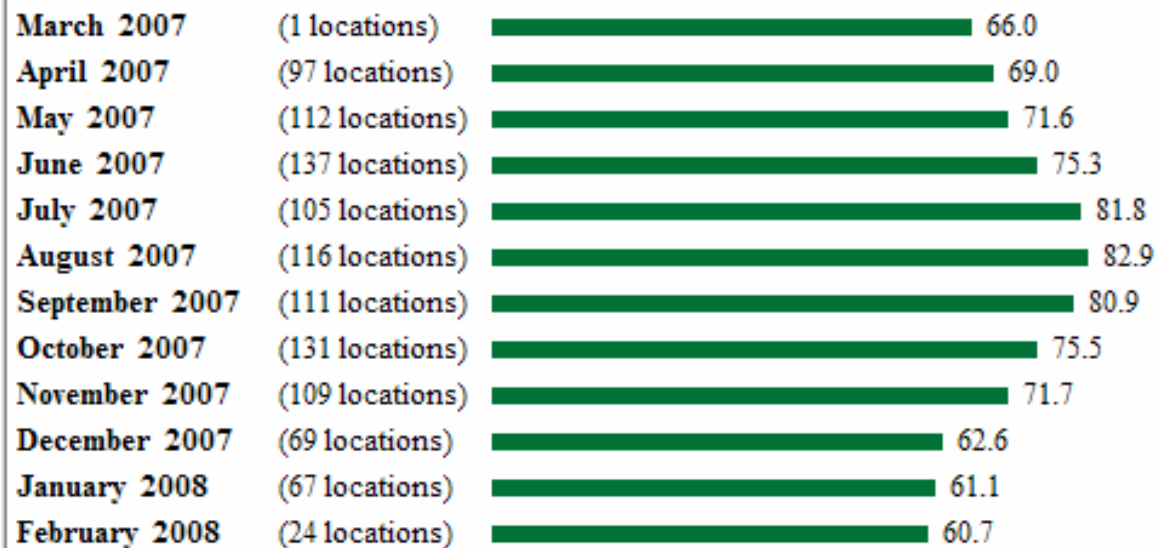 March 2007 (1 locations) 66.0
April 2007 (97 locations) 69.0
May 2007 (112 locations) 71.6
June 2007 (137 locations) 75.3
July 2007 (105 locations) 81.8
August 2007 (116 locations) 82.9
September 2007 (111 locations) 80.9
October 2007 (131 locations) 75.5
November 2007 (109 locations) 71.7
December 2007 (69 locations) 62.6
January 2008 (67 locations) 61.1
February 2008 (24 locations) 60.7